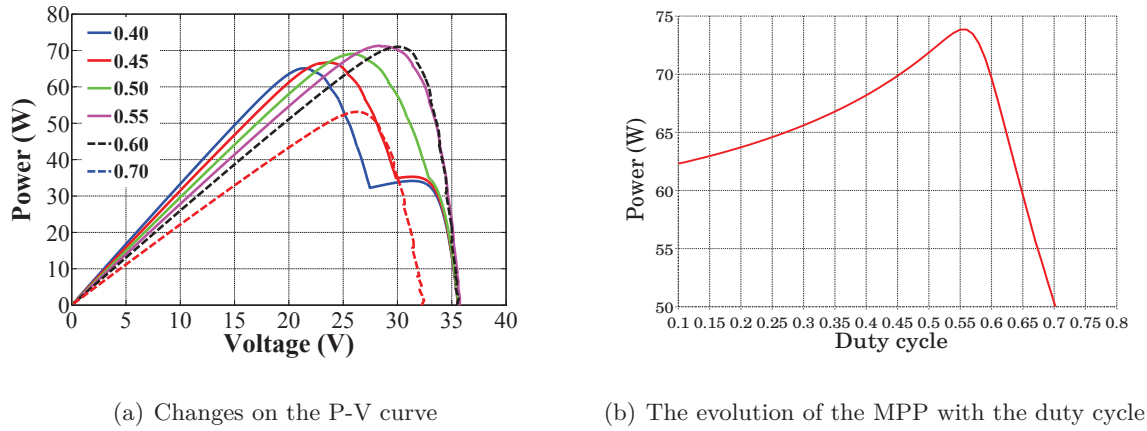 80
70
60
50
40
30
20
10
0
Power (W)
0.40
0.45
0.50
0.55
0.60
0.70
0 5 10 15 20 25 30 35 40
Voltage (V)
(a) Changes on the P-V curve
75
70
65
60
55
50
Power (W)
0.1 0.15 0.2 0.25 0.3 0.35 0.4 0.45 0.5 0.55 0.6 0.65 0.7 0.75 0.8
Duty cycle
(b) The evolution of the MPP with the duty cycle